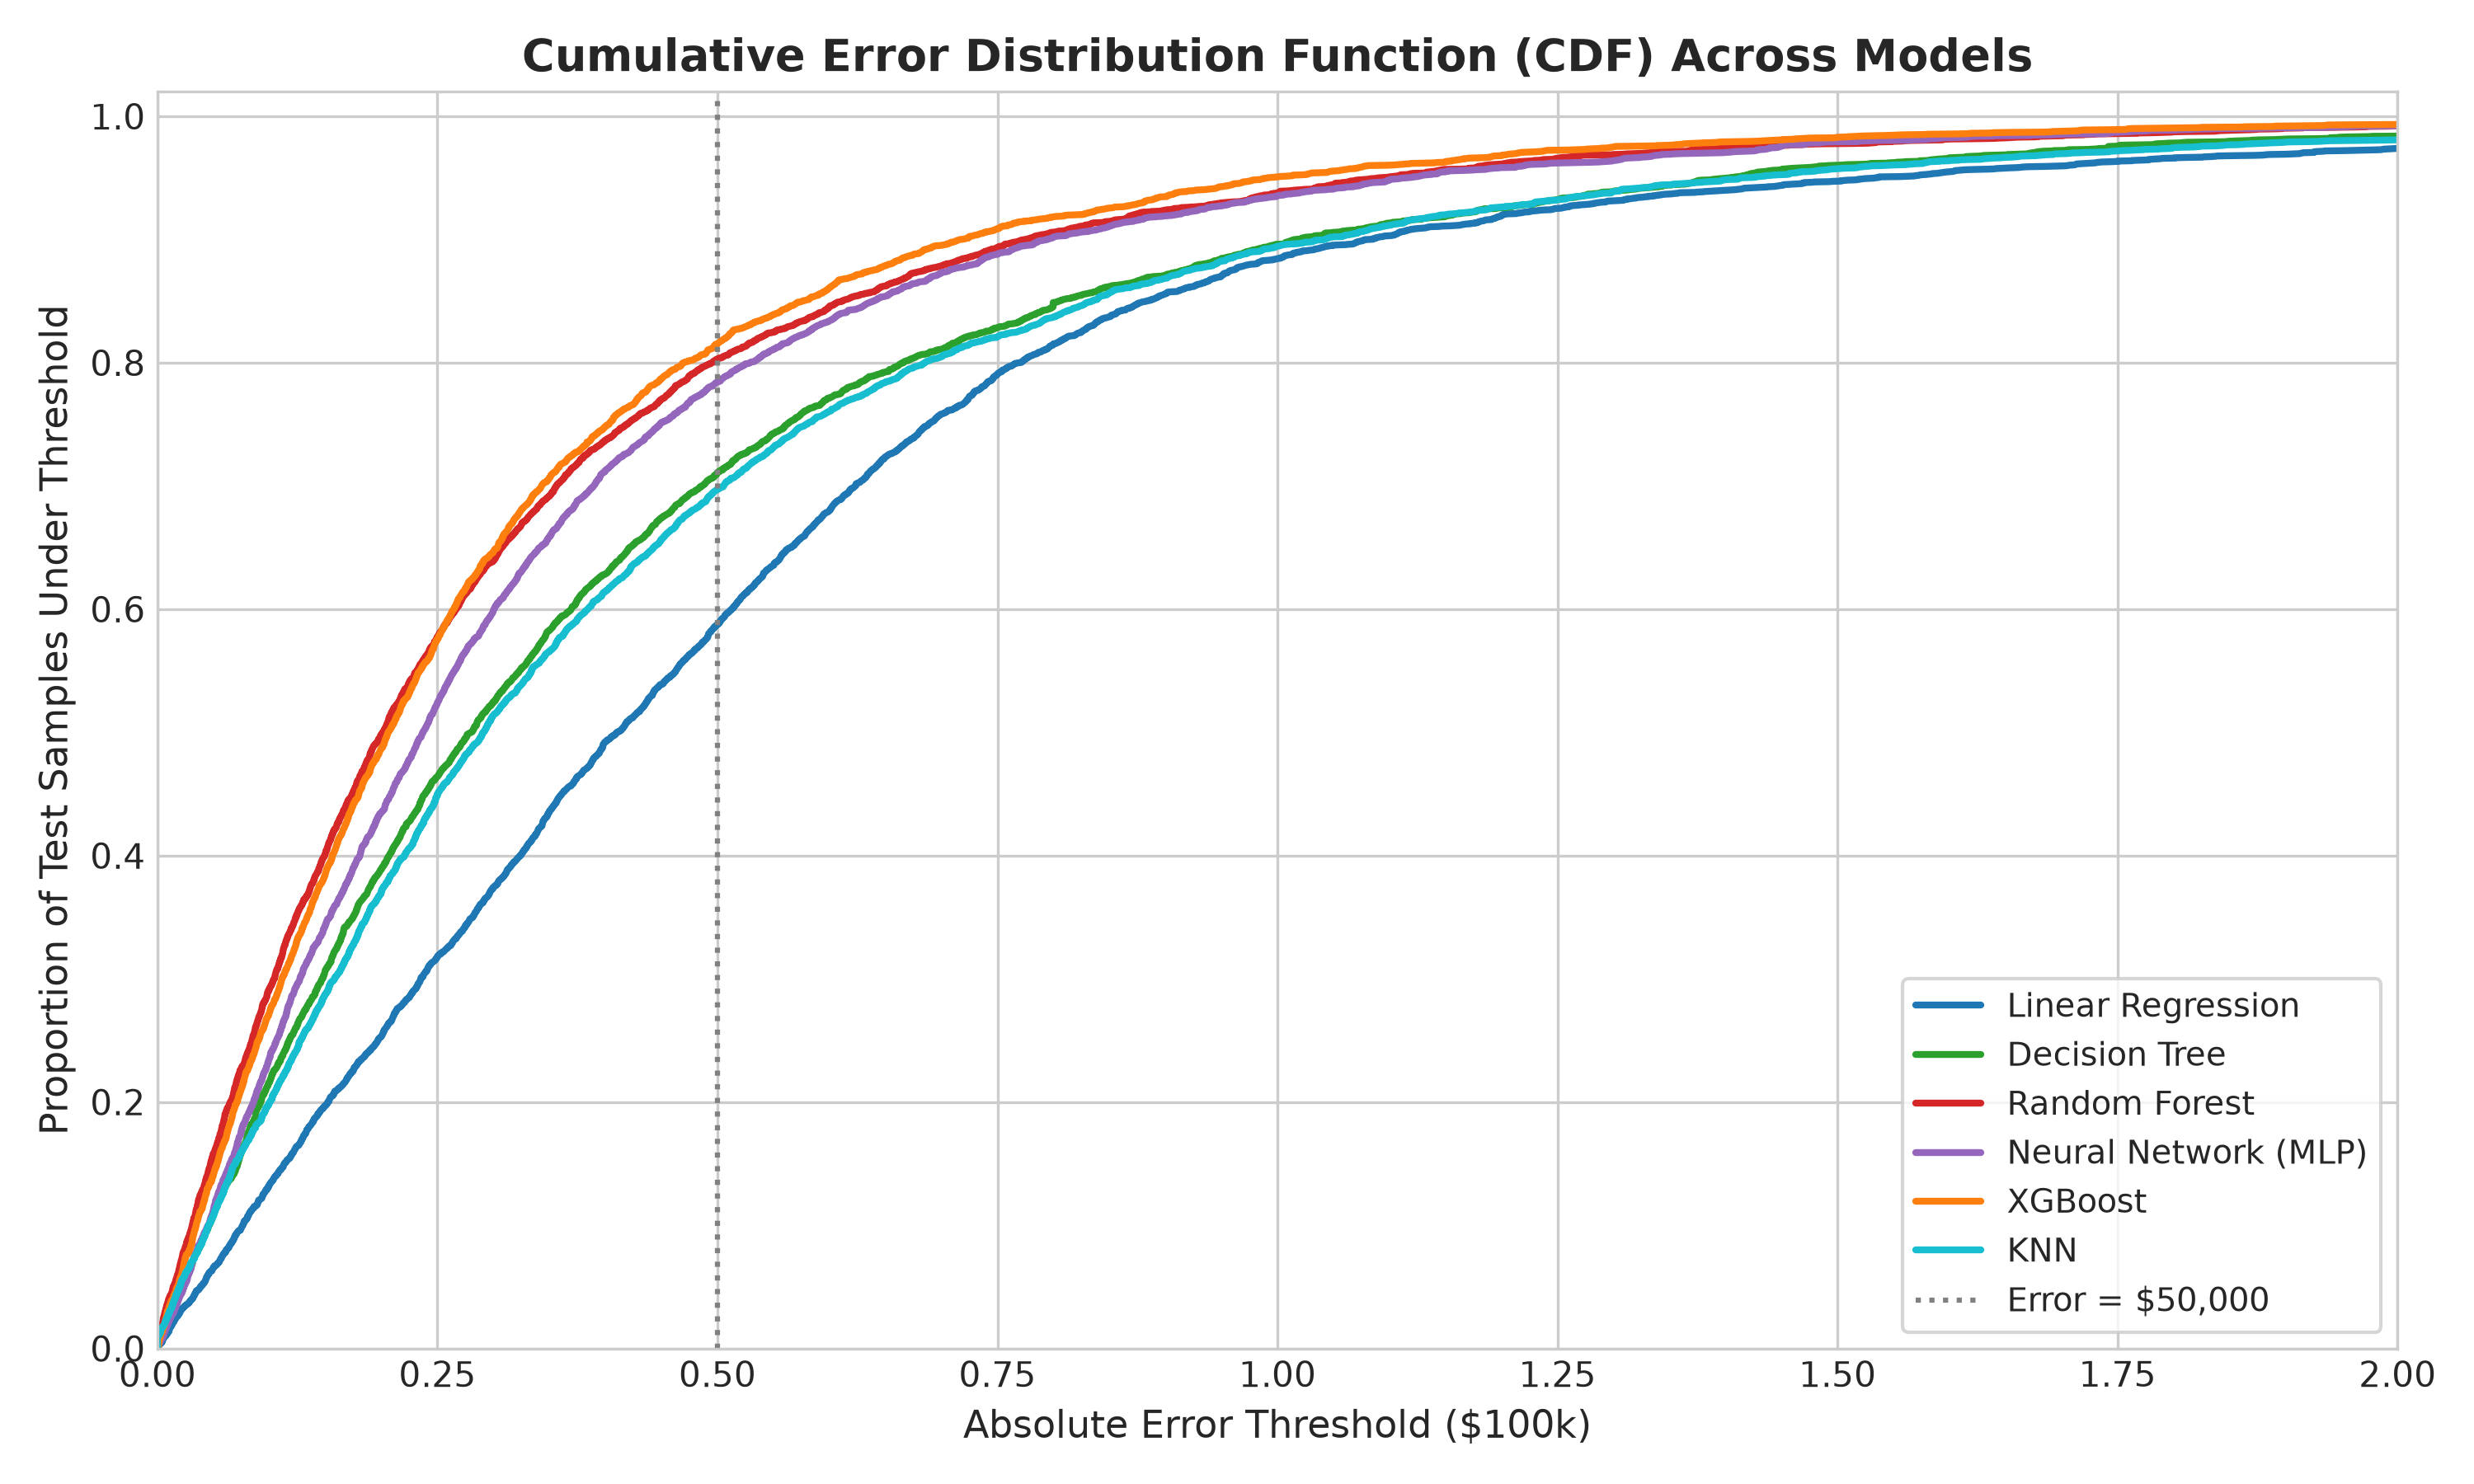 Cumulative Error Distribution Function (CDF) Across Models
Proportion of Test Samples Under Threshold
1.0
0.8
0.6
0.4
0.2
0.0
0.00 0.25 0.50 0.75 1.00 1.25 1.50 1.75 2.00
Absolute Error Threshold ($100k)
Linear Regression
Decision Tree
Random Forest
Neural Network (MLP)
XGBoost
KNN
Error = $50,000